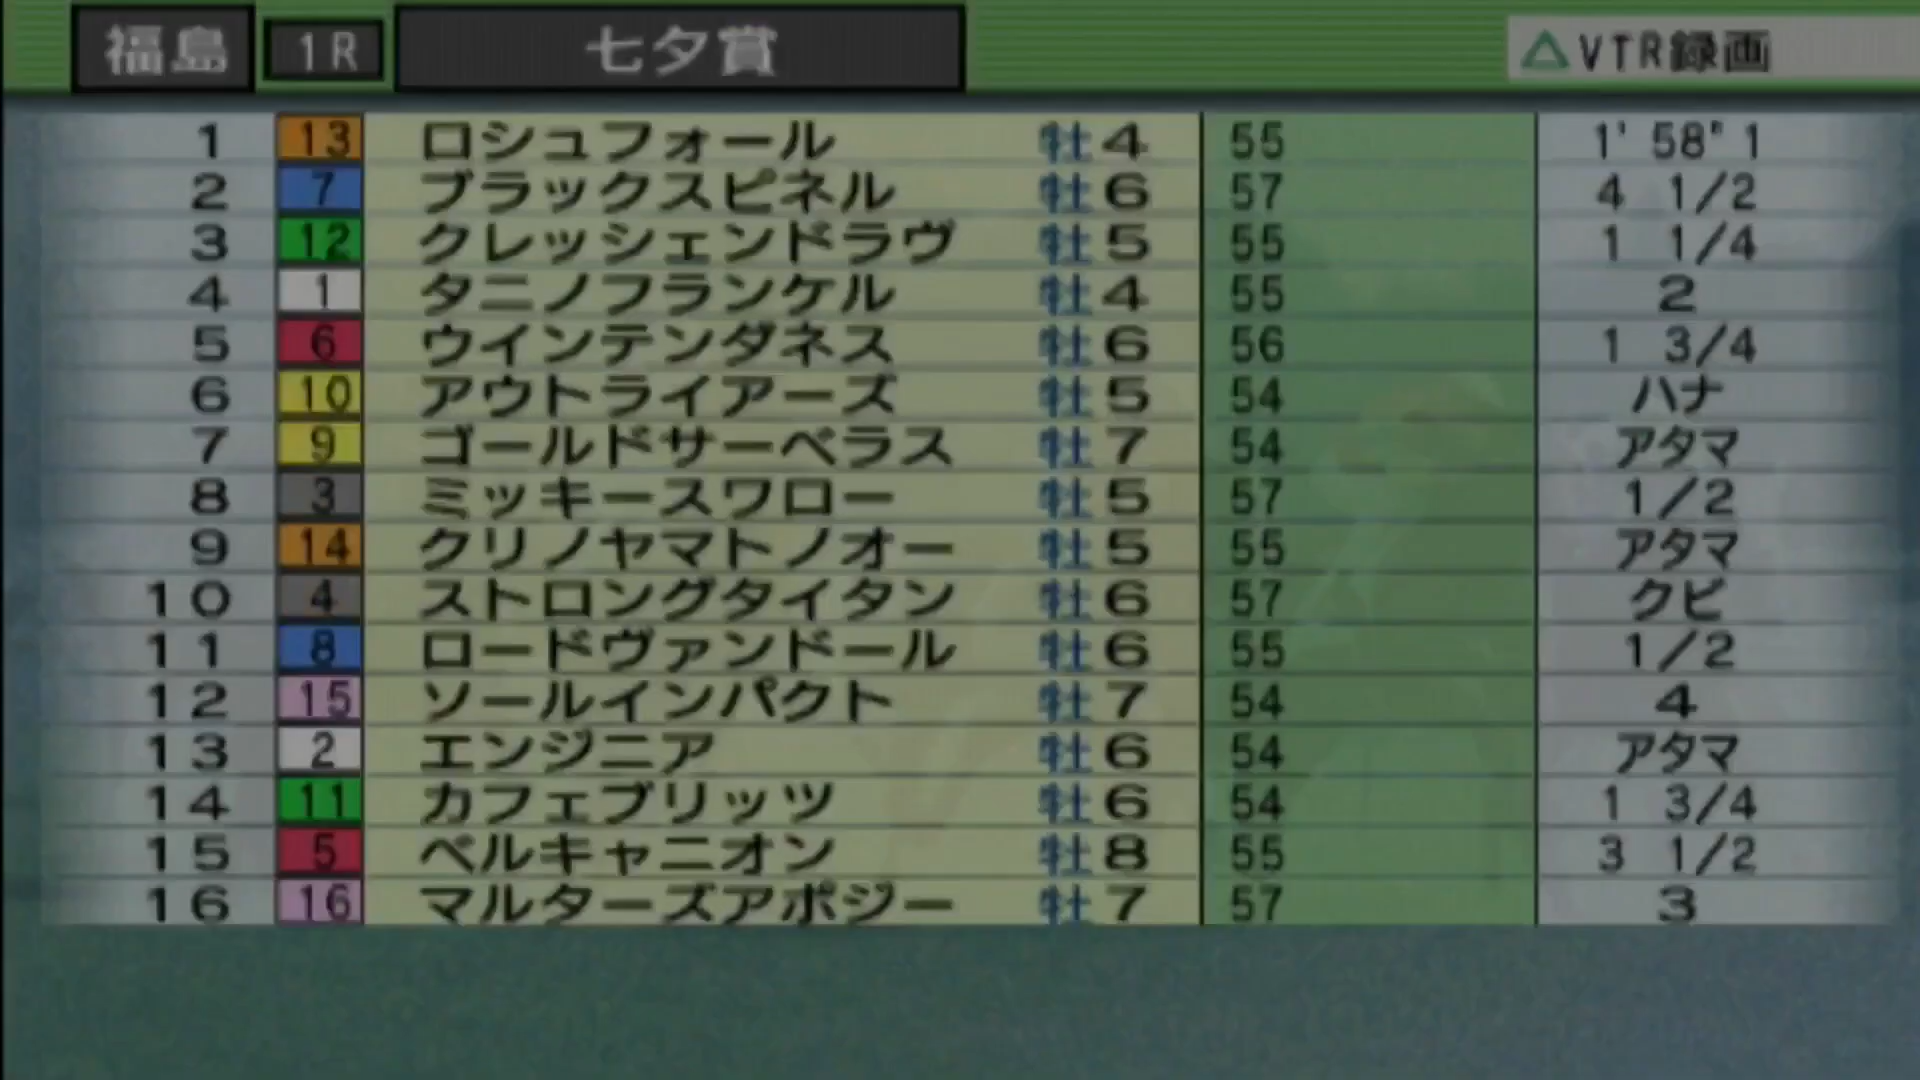 福島 1R 七夕賞 △VTR録画
1 13 ロシュフォール 牡4 55 1'58"1
2 7 ブラックスピネル 牡6 57 4 1/2
3 12 クレッシェンドラヴ 牡5 55 1 1/4
4 1 タニノフランケル 牡4 55 2
5 6 ウインテンダネス 牡6 56 1 3/4
6 10 アウトライアーズ 牡5 54 ハナ
7 9 ゴールドサーベラス 牡7 54 アタマ
8 3 ミッキースワロー 牡5 57 1/2
9 14 クリノヤマトノオー 牡5 55 アタマ
10 4 ストロングタイタン 牡6 57 クビ
11 8 ロードヴァンドール 牡6 55 1/2
12 15 ソールインパクト 牡7 54 4
13 2 エンジニア 牡6 54 アタマ
14 11 カフェブリッツ 牡6 54 1 3/4
15 5 ベルキャニオン 牡8 55 3 1/2
16 16 マルターズアポジー 牡7 57 3